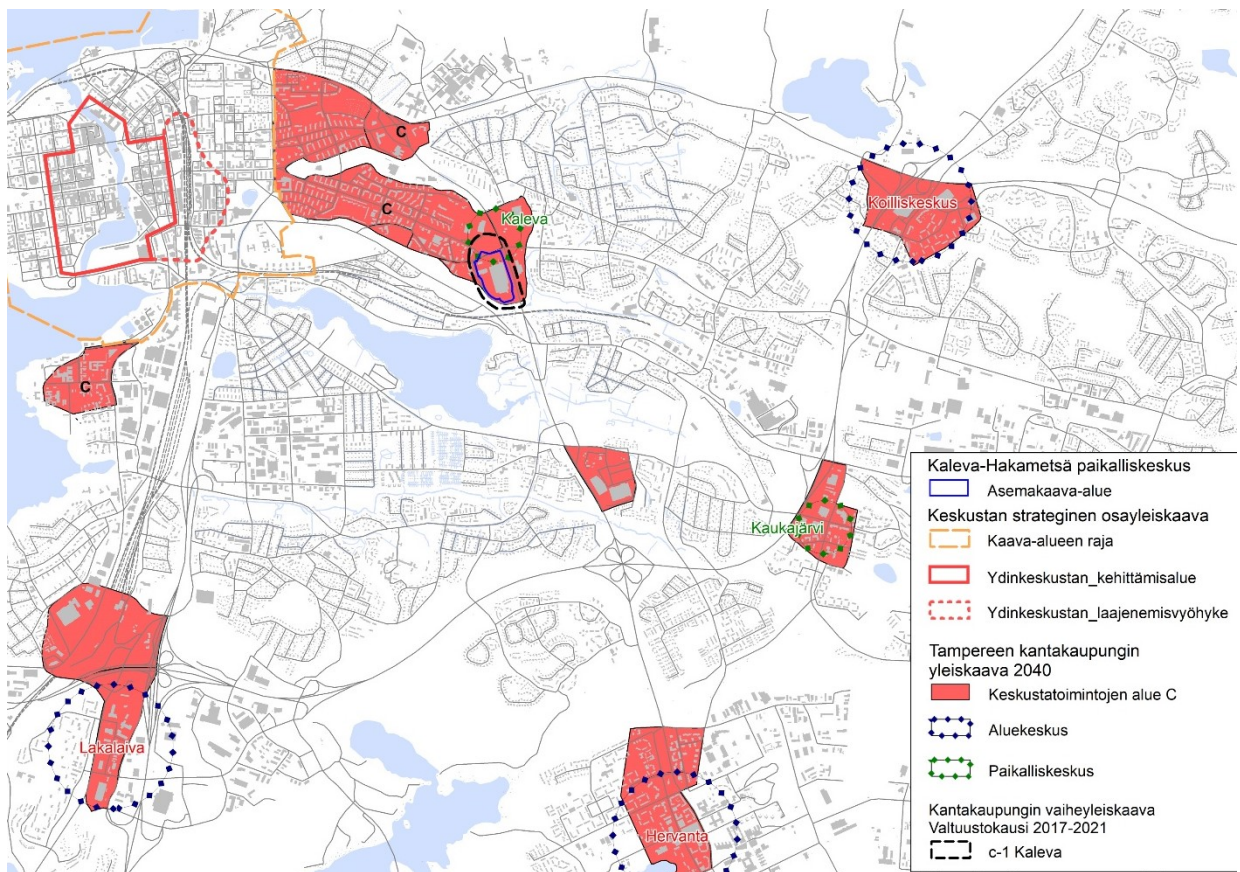 C
Kaleva
C
Koilliskeskus
C
Kaukajärvi
Lakalaiva
Hervanta
Kaleva-Hakametsä paikalliskeskus
Asemakaava-alue
Keskustan strateginen osayleiskaava
Kaava-alueen raja
Ydinkeskustan_kehittämisalue
Ydinkeskustan_laajenemisvyöhyke
Tampereen kantakaupungin
yleiskaava 2040
Keskustatoimintojen alue C
Aluekeskus
Paikalliskeskus
Kantakaupungin vaiheyleiskaava
Valtuustokausi 2017-2021
c-1 Kaleva